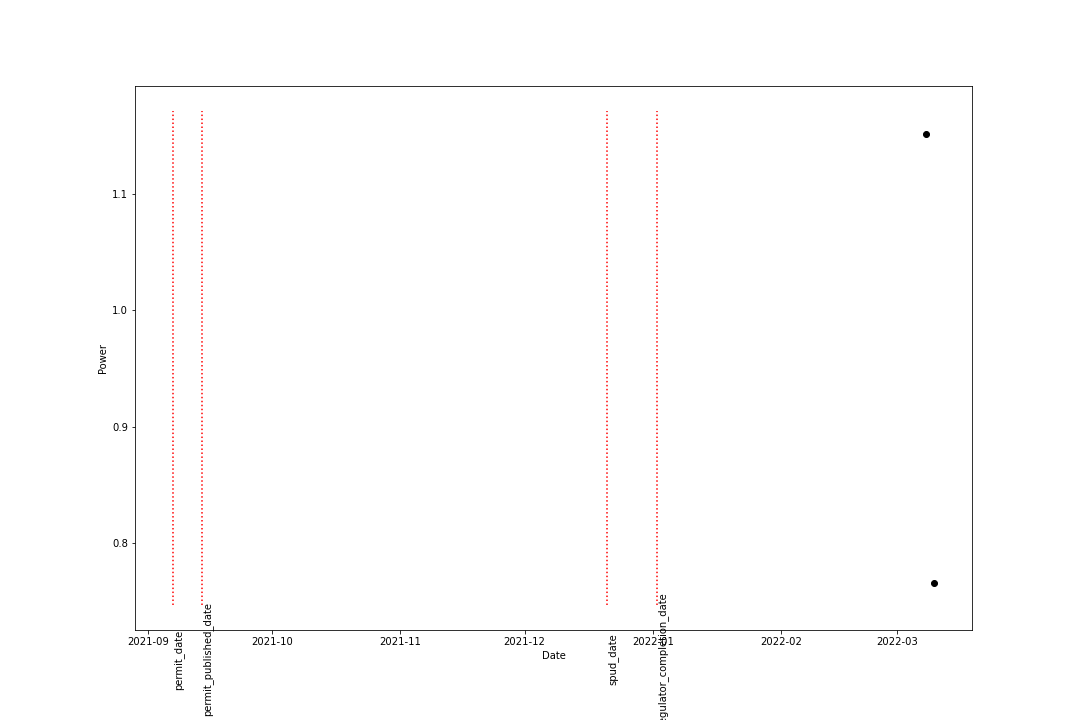 1.1
1.0
0.9
0.8
Power
2021-09
2021-10
2021-11
2021-12
2022-01
2022-02
2022-03
Date
permit_date
permit_published_date
spud_date
egulator_completion_date